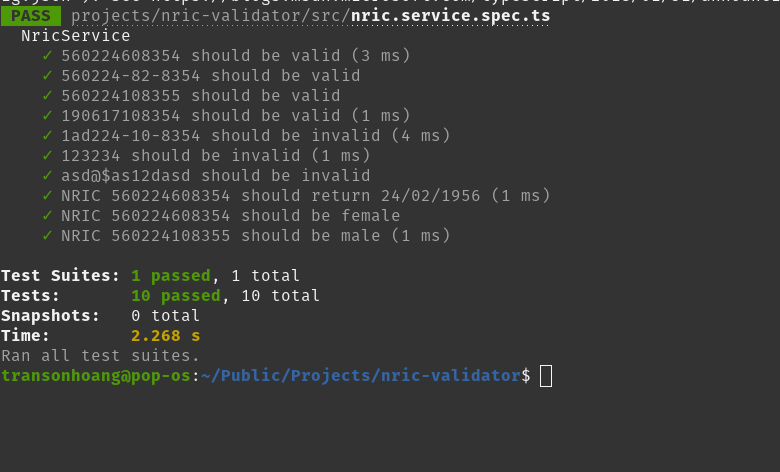 PASS projects/nric-validator/src/nric.service.spec.ts
NricService
✓ 560224608354 should be valid (3 ms)
✓ 560224-82-8354 should be valid
✓ 560224108355 should be valid
✓ 190617108354 should be valid (1 ms)
✓ 1ad224-10-8354 should be invalid (4 ms)
✓ 123234 should be invalid (1 ms)
✓ asd@$as12dasd should be invalid
✓ NRIC 560224608354 should return 24/02/1956 (1 ms)
✓ NRIC 560224608354 should be female
✓ NRIC 560224108355 should be male (1 ms)
Test Suites: 1 passed, 1 total
Tests: 10 passed, 10 total
Snapshots: 0 total
Time: 2.268 s
Ran all test suites.
transonhoang@pop-os:~/Public/Projects/nric-validator$